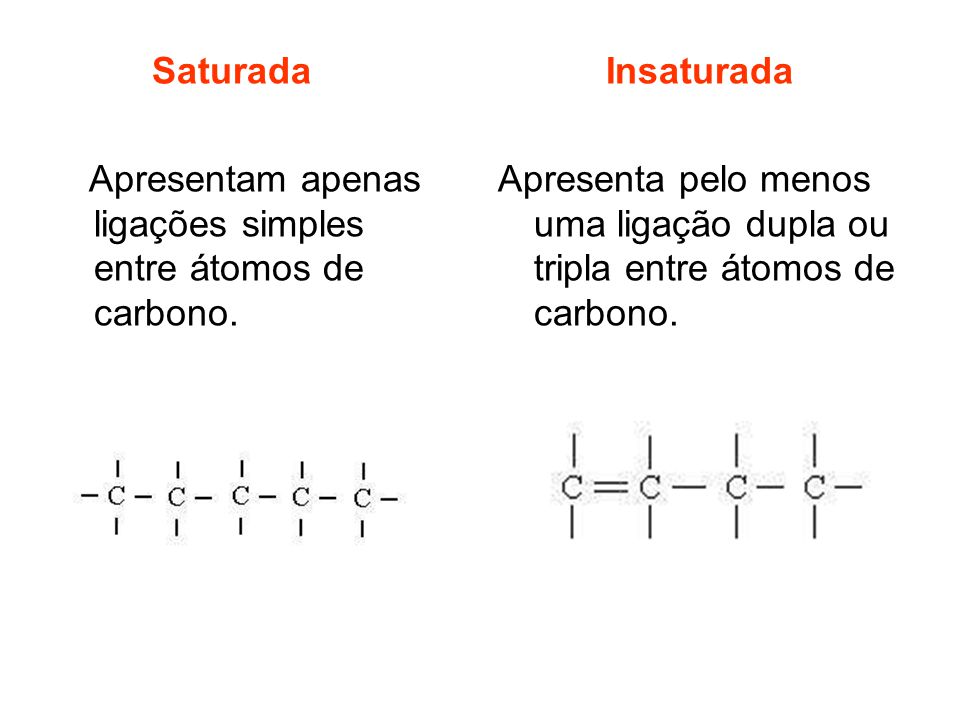 Saturada
Apresentam apenas
ligações simples
entre átomos de
carbono.
– C – C – C – C – C –
Insaturada
Apresenta pelo menos
uma ligação dupla ou
tripla entre átomos de
carbono.
C = C – C – C –